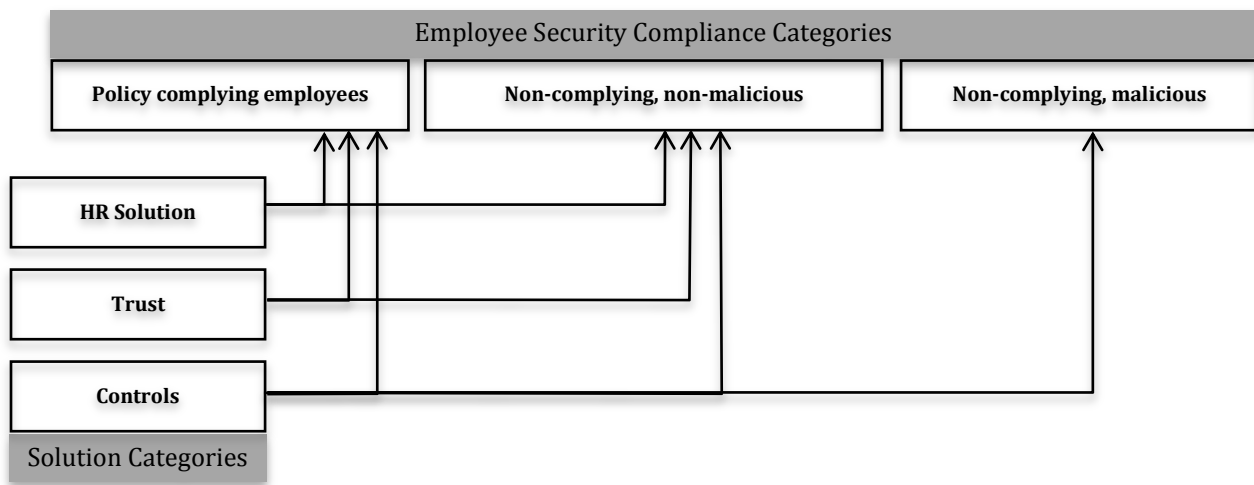 Employee Security Compliance Categories
Policy complying employees
Non-complying, non-malicious
Non-complying, malicious
HR Solution
Trust
Controls
Solution Categories